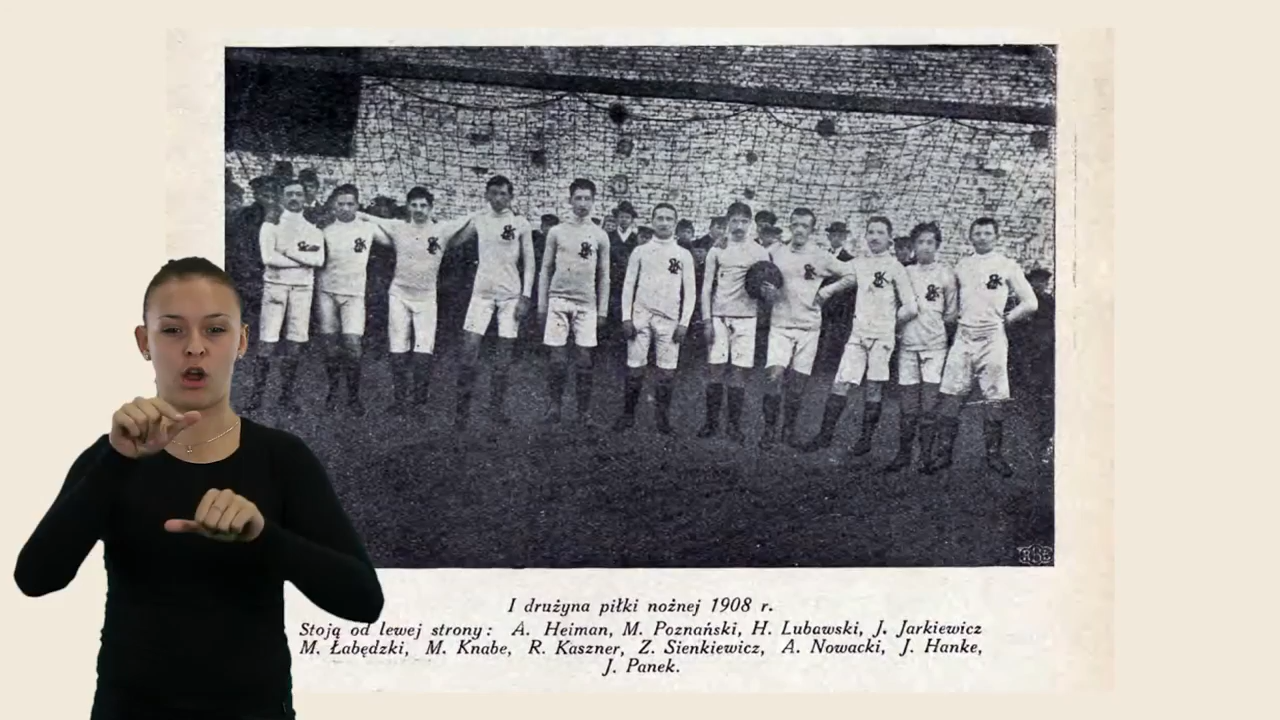 I drużyna piłki nożnej 1908 r.
Stoją od lewej strony: A. Heiman, M. Poznański, H. Lubawski, J. Jarkiewicz
M. Łabędzki, M. Knabe, R. Kaszner, Z. Sienkiewicz, A. Nowacki, J. Hanke,
J. Panek.